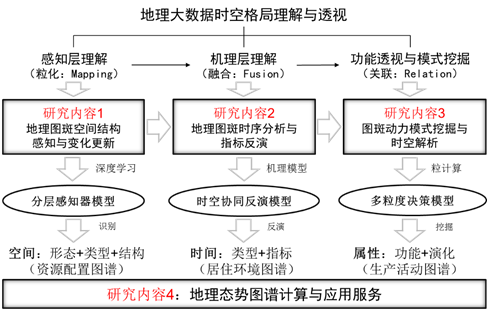 地理大数据时空格局理解与透视
感知层理解
(粒化：Mapping)
机理层理解
(融合：Fusion)
功能透视与模式挖掘
(关联：Relation)
研究内容1
地理图斑空间结构
感知与变化更新
研究内容2
地理图斑时序分析与
指标反演
研究内容3
图斑动力模式挖掘与
时空解析
深度学习
机理模型
粒计算
分层感知器模型
时空协同反演模型
多粒度决策模型
识别
反演
挖掘
空间：形态+类型+结构
(资源配置图谱)
时间：类型+指标
(居住环境图谱)
属性：功能+演化
(生产活动图谱)
研究内容4：地理态势图谱计算与应用服务